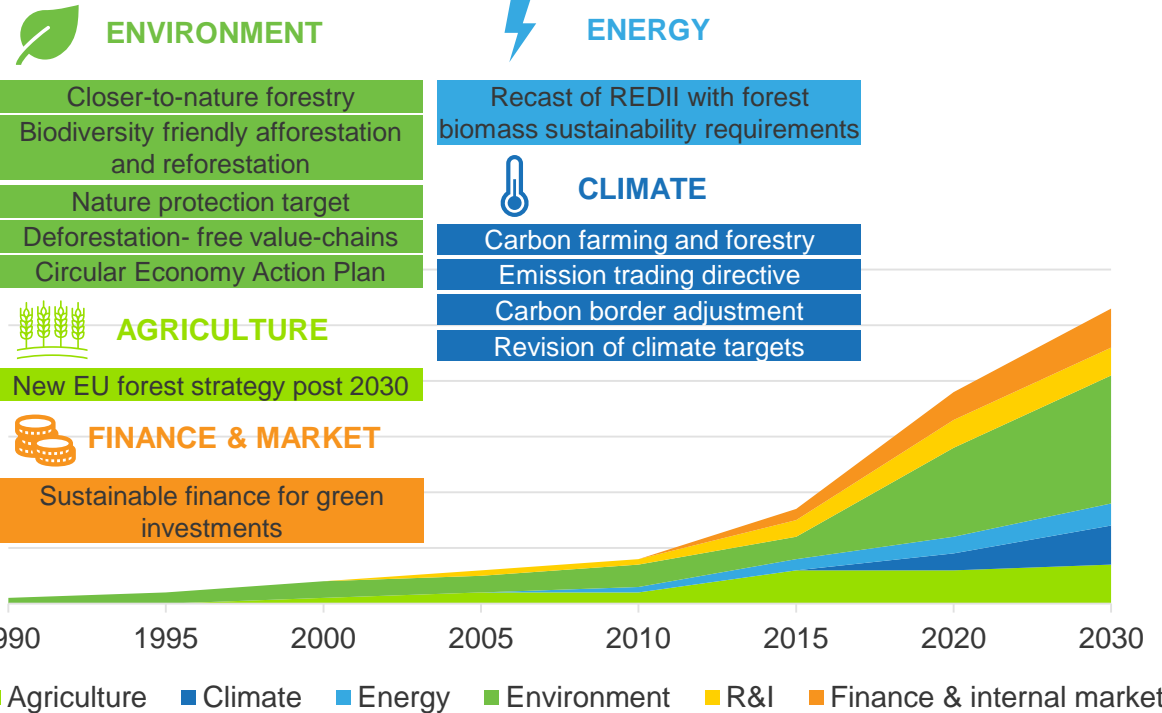 ENVIRONMENT
Closer-to-nature forestry
Biodiversity friendly afforestation
and reforestation
Nature protection target
Deforestation- free value-chains
Circular Economy Action Plan
AGRICULTURE
New EU forest strategy post 2030
FINANCE & MARKET
Sustainable finance for green
investments
ENERGY
Recast of REDII with forest
biomass sustainability requirements
CLIMATE
Carbon farming and forestry
Emission trading directive
Carbon border adjustment
Revision of climate targets
990 1995 2000 2005 2010 2015 2020 2030
Agriculture Climate Energy Environment R&I Finance & internal market